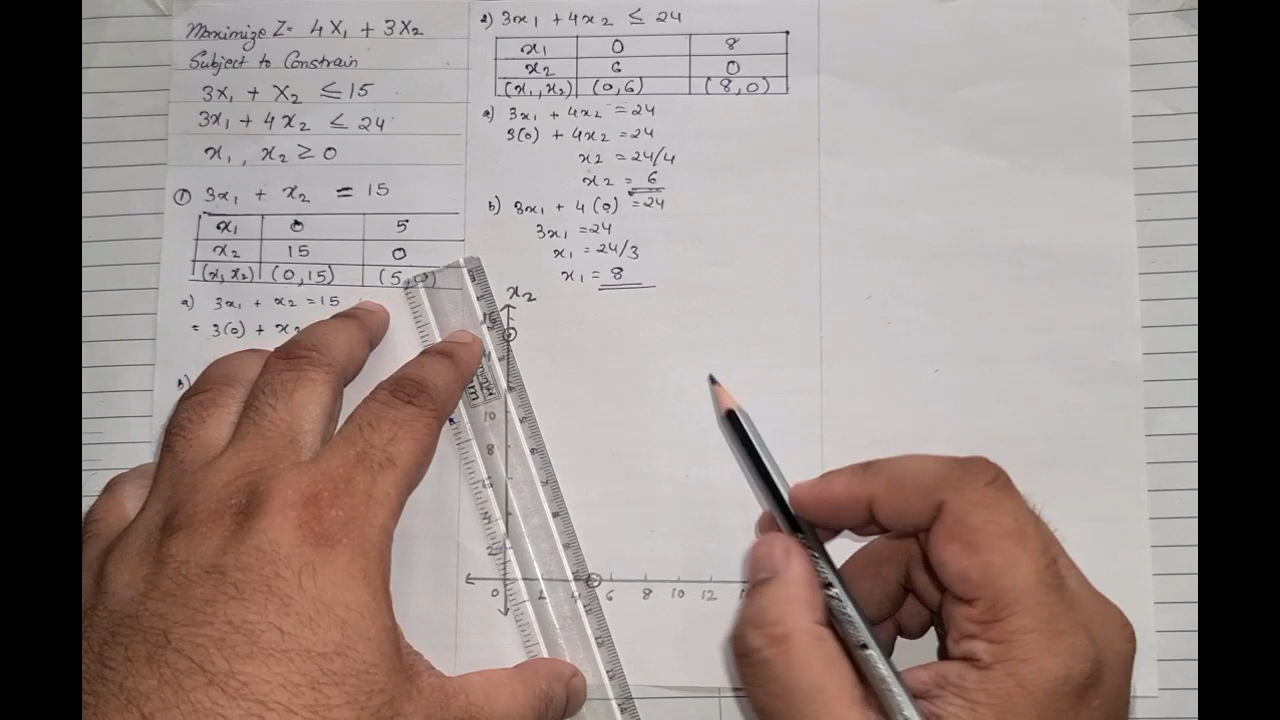 Maximize Z= 4X1 + 3X2
Subject to Constrain
3X1 + X2 ≤ 15
3x1 + 4x2 ≤ 24
x1, x2 ≥ 0
① 3x1 + x2 = 15
x1 0 5
x2 15 0
(x1, x2) (0,15) (5,0)
a) 3x1 + x2 = 15
= 3(0) + x2
2) 3x1 + 4x2 ≤ 24
x1 0 8
x2 6 0
(x1, x2) (0,6) (8,0)
a) 3x1 + 4x2 = 24
3(0) + 4x2 = 24
x2 = 24/4
x2 = 6
b) 3x1 + 4(0) = 24
3x1 = 24
x1 = 24/3
x1 = 8
x2
16
10
8
2
0 2 4 6 8 10 12